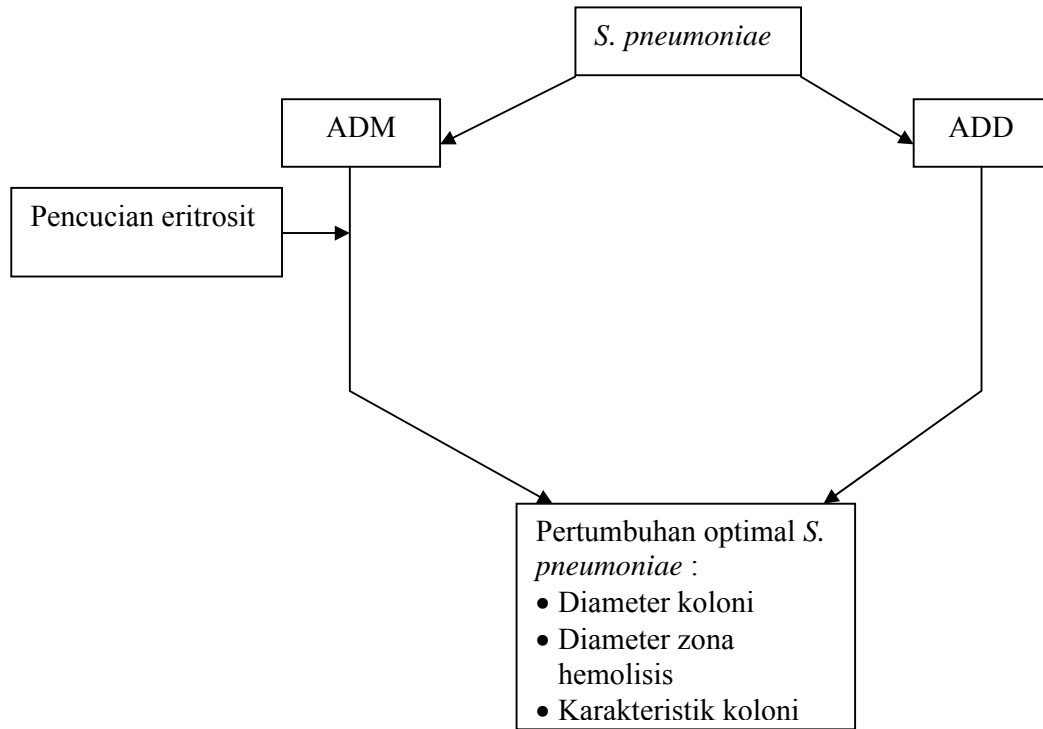 S. pneumoniae
ADM
ADD
Pencucian eritrosit
Pertumbuhan optimal S.
pneumoniae :
• Diameter koloni
• Diameter zona
hemolisis
• Karakteristik koloni